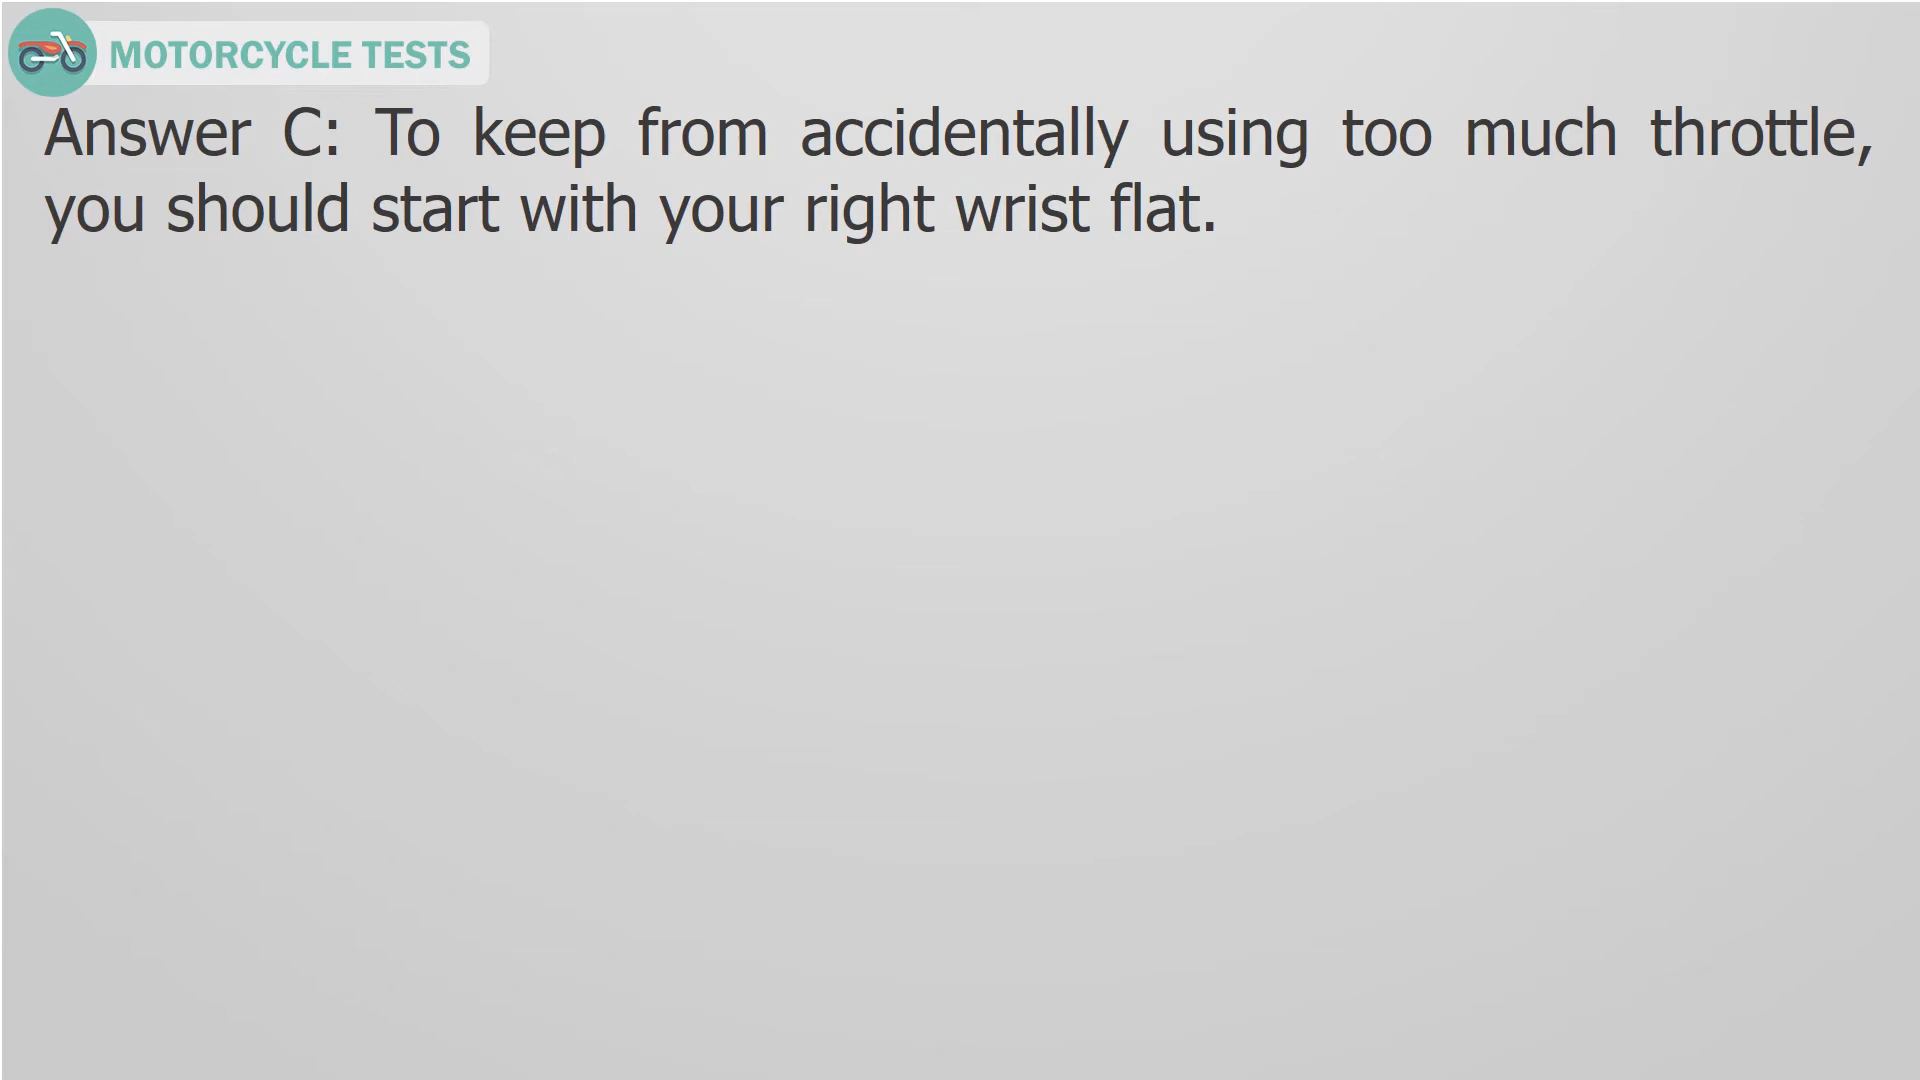 MOTORCYCLE TESTS
Answer C: To keep from accidentally using too much throttle,
you should start with your right wrist flat.